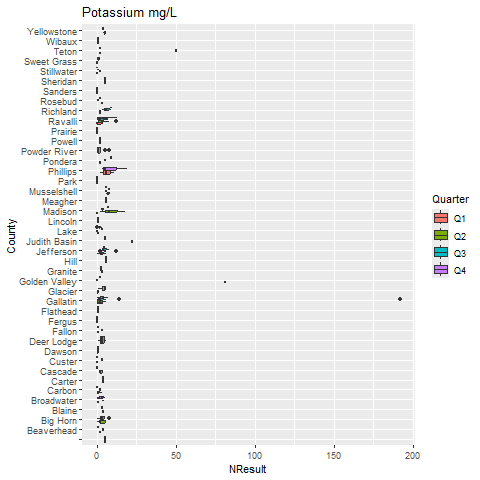 Potassium mg/L
Yellowstone
Wibaux
Teton
Sweet Grass
Stillwater
Sheridan
Sanders
Rosebud
Richland
Ravalli
Prairie
Powell
Powder River
Pondera
Phillips
Park
Musselshell
Meagher
Madison
Lincoln
Lake
Judith Basin
Jefferson
Hill
Granite
Golden Valley
Glacier
Gallatin
Flathead
Fergus
Fallon
Deer Lodge
Dawson
Custer
Cascade
Carter
Carbon
Broadwater
Blaine
Big Horn
Beaverhead
County
0 50 100 150 200
NResult
Quarter
Q1
Q2
Q3
Q4